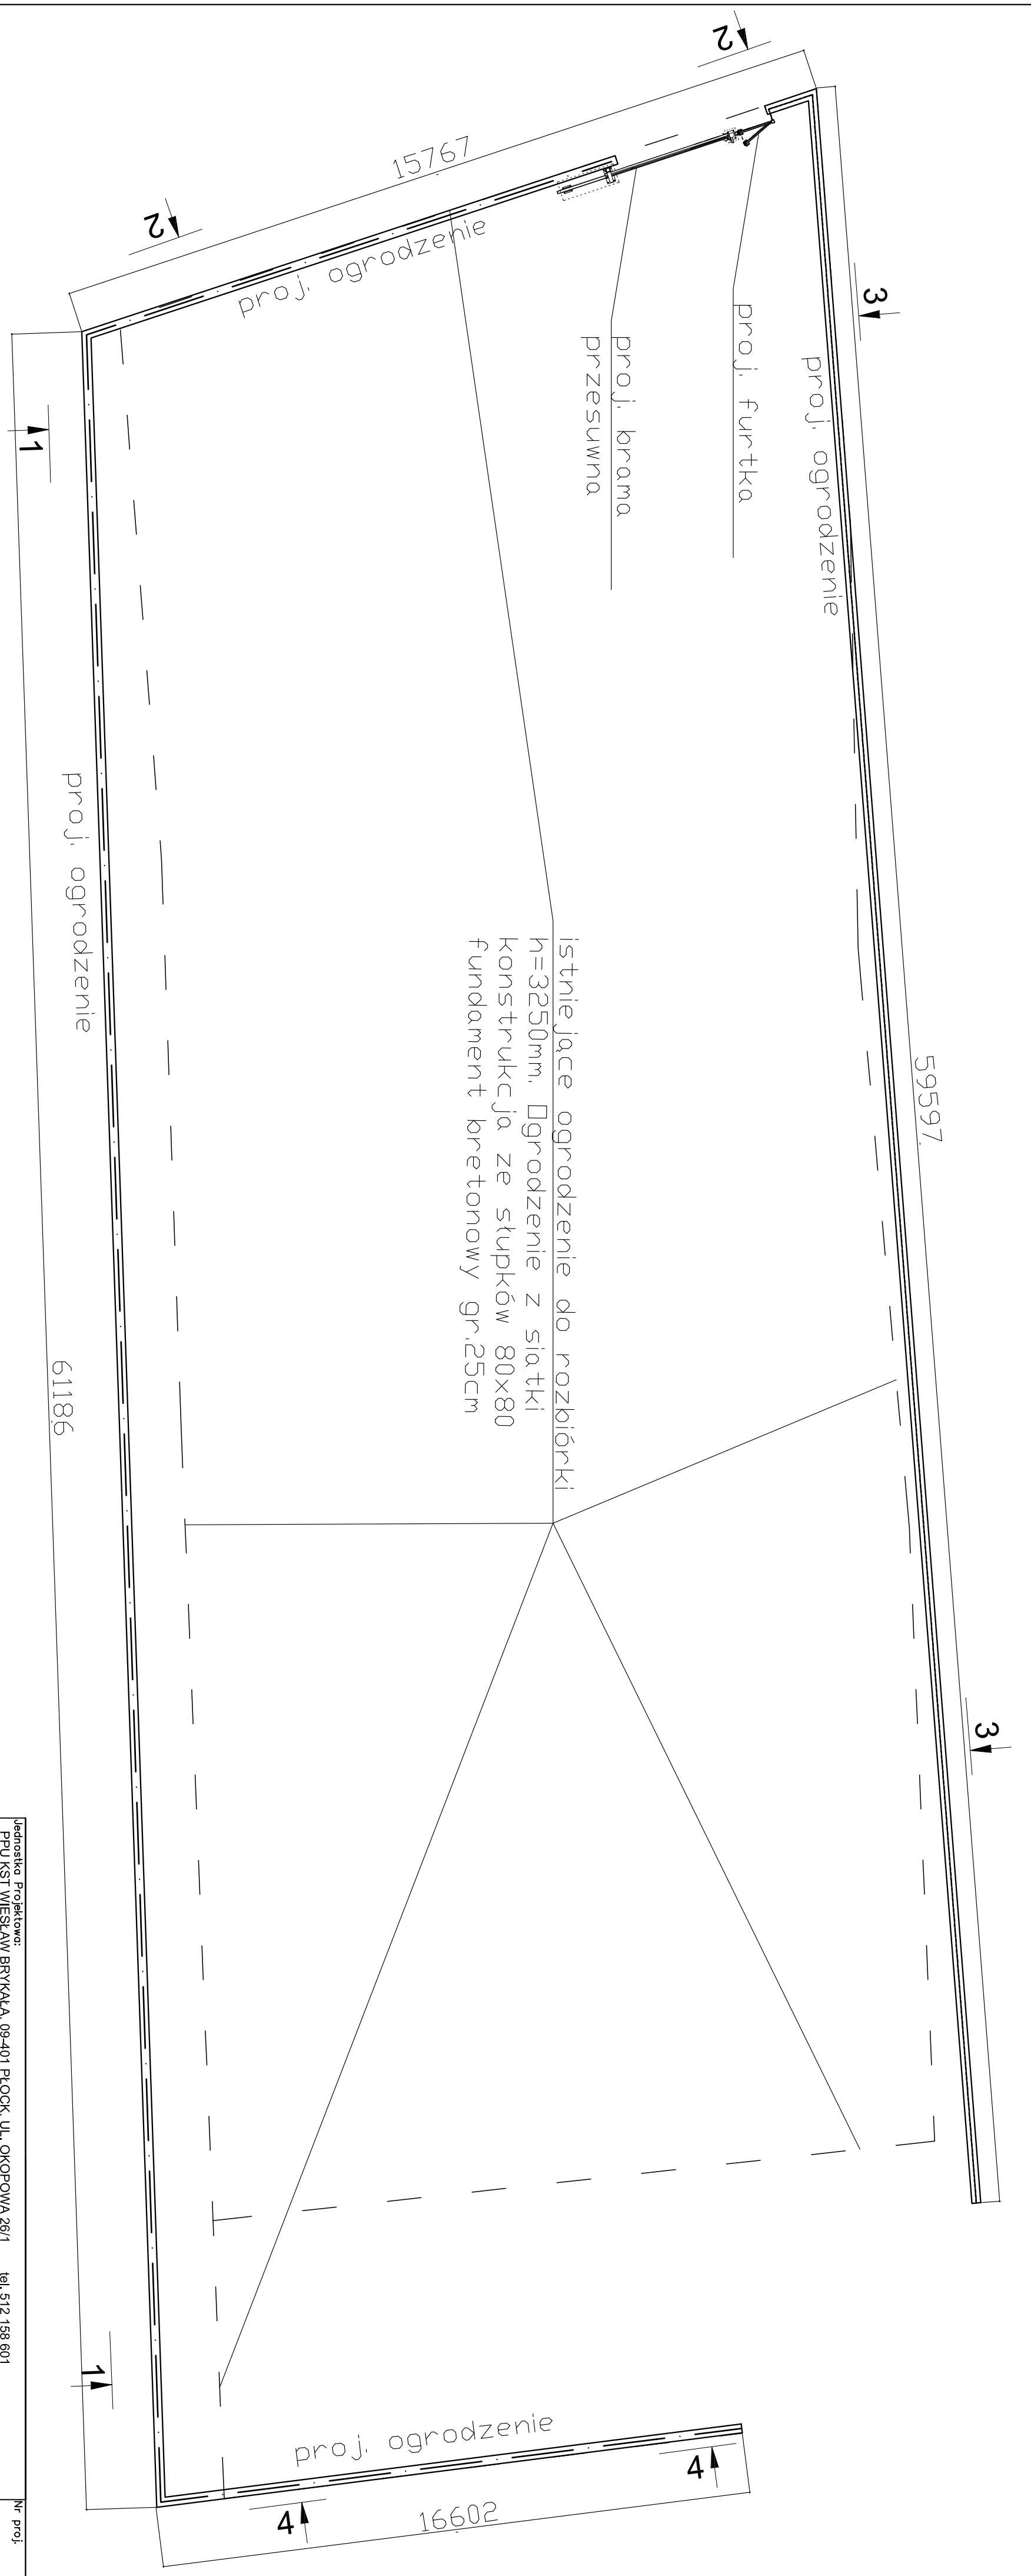 2
2
15767
proj. ogrodzenie
3
3
proj. ogrodzenie
59597
proj. furtka
proj. brama
przesuwna
istniejące ogrodzenie do rozbiórki
h=3250mm. Ogrodzenie z siatki
konstrukcja ze słupków 80x80
fundament bretonowy gr.25cm
1
1
proj. ogrodzenie
61186
proj. ogrodzenie
4
4
16602
Jednostka Projektowa:
PPU KST WIESŁAW BRYKAŁA, 09-401 PŁOCK, UL. OKOPOWA 26/1 tel. 512 158 601
Nr proj.